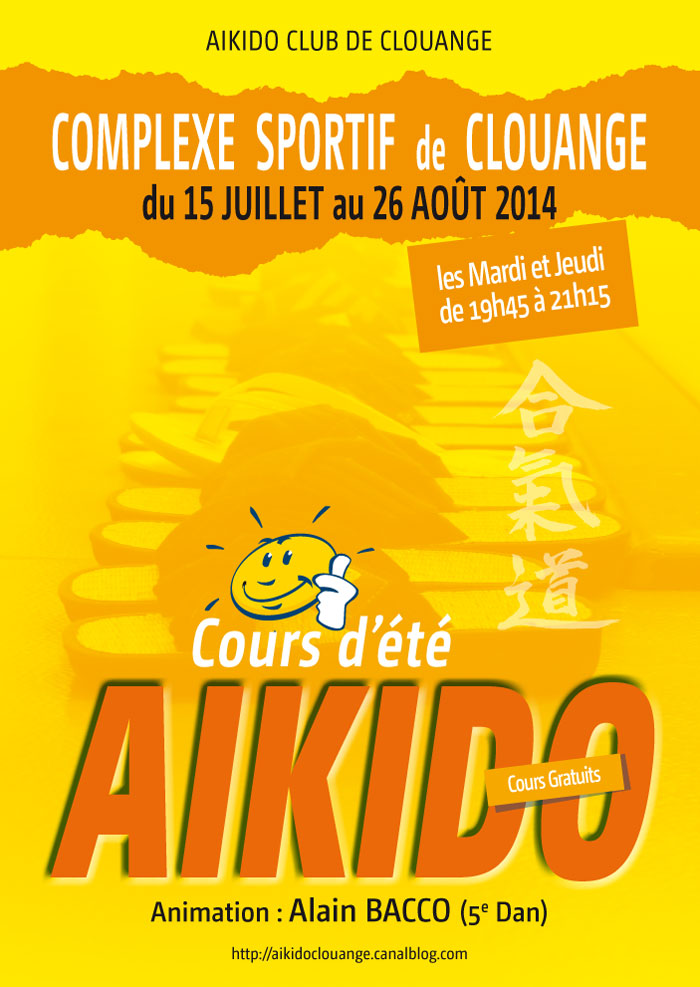 AIKIDO CLUB DE CLOUANGE
COMPLEXE SPORTIF de CLOUANGE
du 15 JUILLET au 26 AOÛT 2014
les Mardi et Jeudi
de 19h45 à 21h15
合
氣
道
Cours d'été
AIKIDO
Cours Gratuits
Animation : Alain BACCO (5e Dan)
http://aikidoclouange.canalblog.com